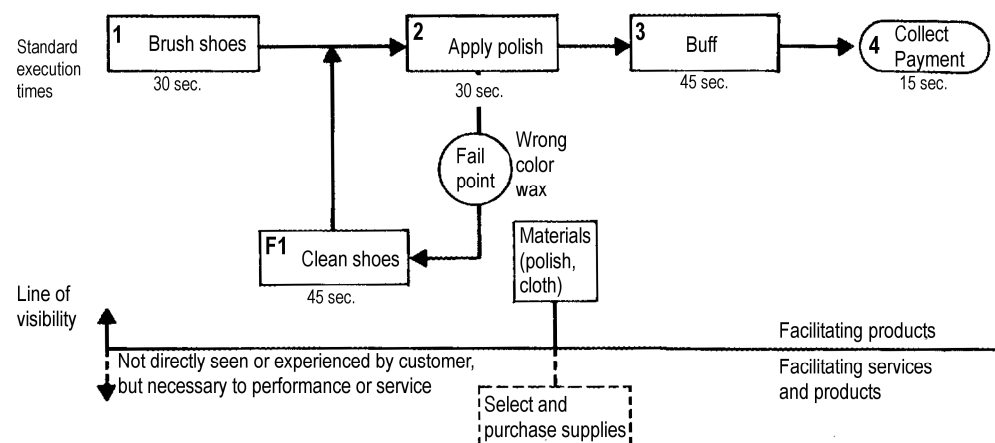 Standard
execution
times
1 Brush shoes
30 sec.
2 Apply polish
30 sec.
3 Buff
45 sec.
4 Collect
Payment
15 sec.
Fail
point
Wrong
color
wax
F1 Clean shoes
45 sec.
Materials
(polish,
cloth)
Line of
visibility
Facilitating products
Not directly seen or experienced by customer,
but necessary to performance or service
Facilitating services
and products
Select and
purchase supplies